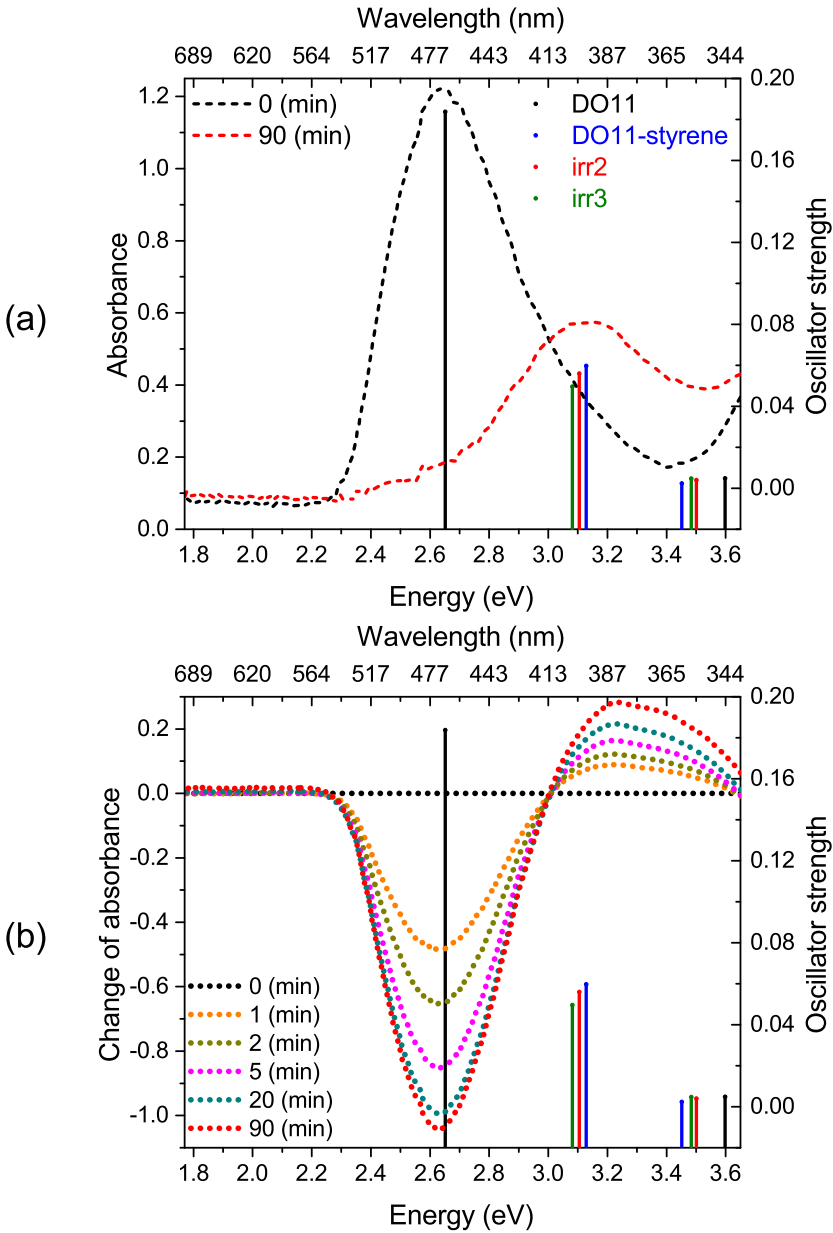 Wavelength (nm)
689 620 564 517 477 443 413 387 365 344
(a)
Absorbance
1.2
1.0
0.8
0.6
0.4
0.2
0.0
0 (min)
90 (min)
DO11
DO11-styrene
irr2
irr3
0.20
0.16
0.12
0.08
0.04
0.00
Oscillator strength
1.8 2.0 2.2 2.4 2.6 2.8 3.0 3.2 3.4 3.6
Energy (eV)
Wavelength (nm)
689 620 564 517 477 443 413 387 365 344
(b)
Change of absorbance
0.2
0.0
-0.2
-0.4
-0.6
-0.8
-1.0
0 (min)
1 (min)
2 (min)
5 (min)
20 (min)
90 (min)
0.20
0.16
0.12
0.08
0.04
0.00
Oscillator strength
1.8 2.0 2.2 2.4 2.6 2.8 3.0 3.2 3.4 3.6
Energy (eV)